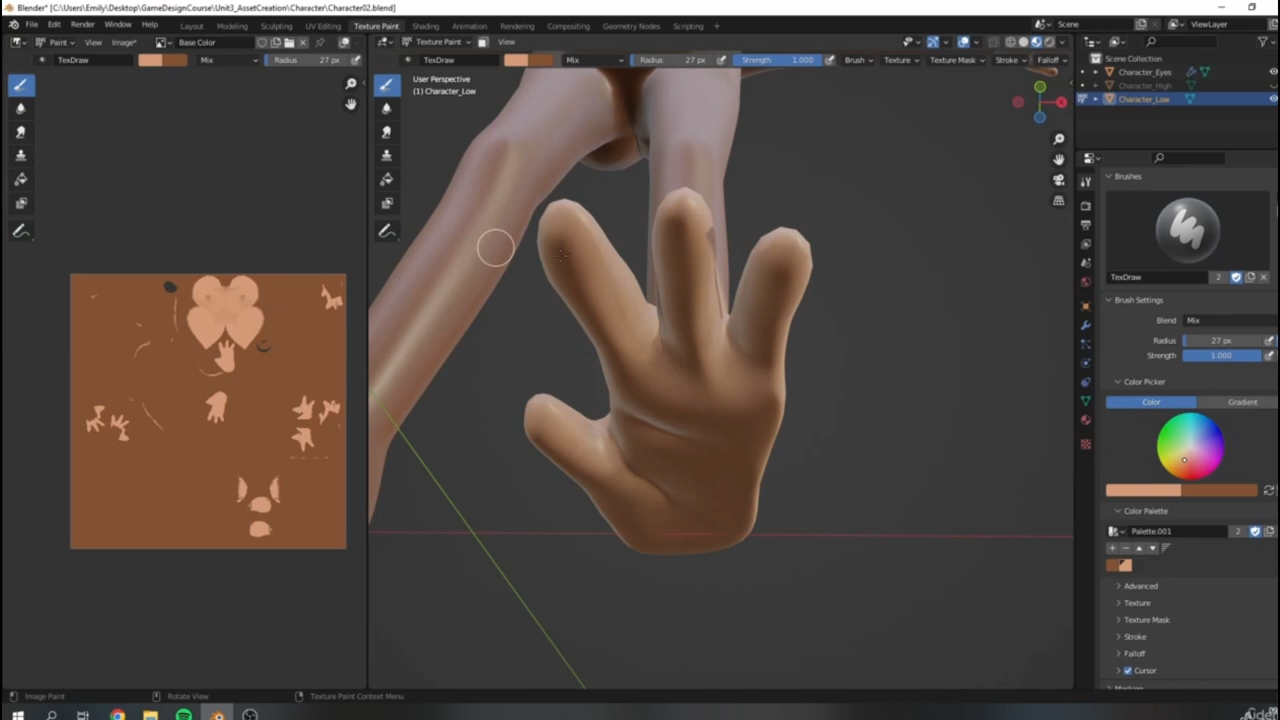 Blender* [C:\Users\Emily\Desktop\GameDesignCourse\Unit3_AssetCreation\Character\Character02.blend]
File Edit Render Window Help Layout Modeling Sculpting UV Editing Texture Paint Shading Animation Rendering Compositing Geometry Nodes Scripting Scene ViewLayer
Paint View Image* Base Color Texture Paint View
TexDraw Mix Radius 27 px TexDraw Mix Radius 27 px Strength 1.000 Brush Texture Texture Mask Stroke Falloff
Scene Collection
Character_Eyes
Character_High
Character_Low
User Perspective
(1) Character_Low
Brushes
TexDraw 2
Brush Settings
Blend Mix
Radius 27 px
Strength 1.000
Color Picker
Color Gradient
Color Palette
Palette.001 2
Advanced
Texture
Texture Mask
Stroke
Falloff
Cursor
Image Paint Rotate View Texture Paint Context Menu